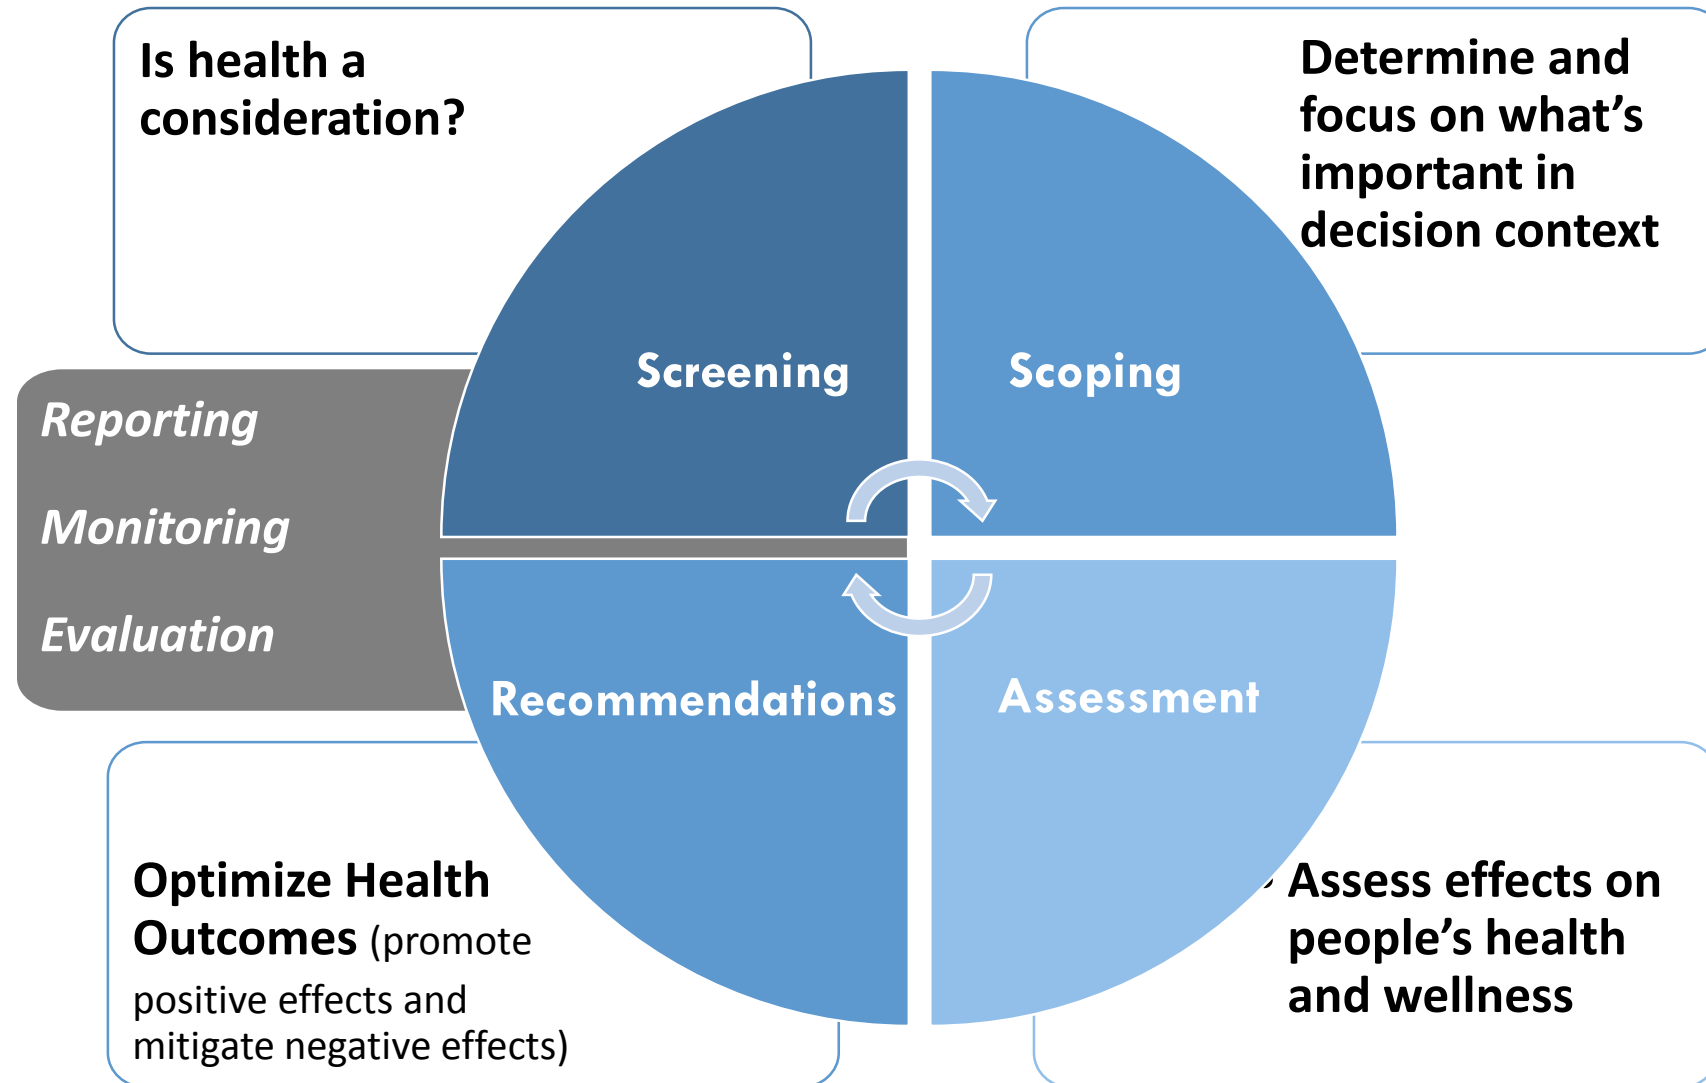 Is health a
consideration?
Determine and
focus on what’s
important in
decision context
Screening
Scoping
Reporting
Monitoring
Evaluation
Recommendations
Assessment
Optimize Health
Outcomes (promote
positive effects and
mitigate negative effects)
• Assess effects on
people’s health
and wellness